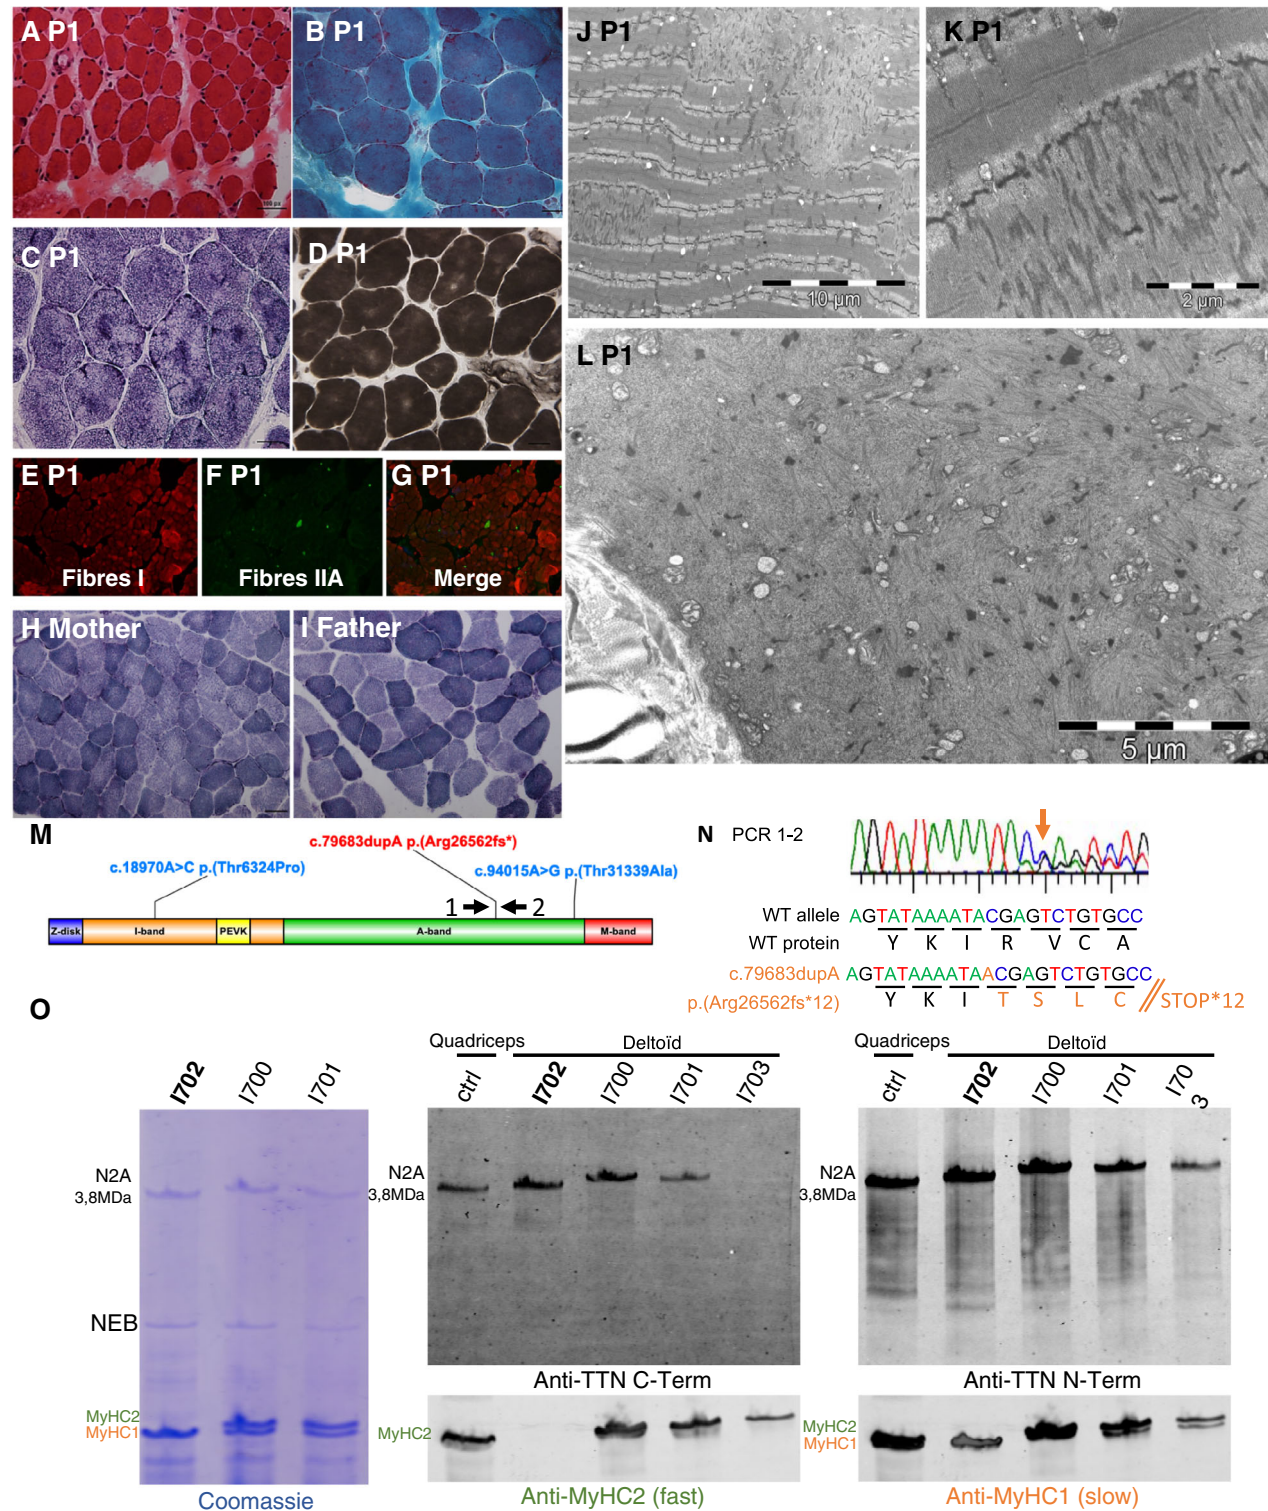 A P1
B P1
C P1
D P1
E P1
Fibres I
F P1
Fibres IIA
G P1
Merge
H Mother
I Father
J P1
10 µm
K P1
2 µm
L P1
5 µm
M
c.79683dupA p.(Arg26562fs*)
c.18970A>C p.(Thr6324Pro)
c.94015A>G p.(Thr31339Ala)
1
2
Z-disk
I-band
PEVK
A-band
M-band
N
PCR 1-2
WT allele AGTATAAAATACGAGTCTGTGCC
WT protein Y K I R V C A
c.79683dupA AGTATAAAATAACGAGTCTGTGCC
p.(Arg26562fs*12) Y K I T S L C STOP*12
O
I702 I700 I701
N2A
3,8MDa
NEB
MyHC2
MyHC1
Coomassie
Quadriceps Deltoïd
ctrl I702 I700 I701 I703
N2A
3,8MDa
Anti-TTN C-Term
MyHC2
Anti-MyHC2 (fast)
Quadriceps Deltoïd
ctrl I702 I700 I701 I703
N2A
3,8MDa
Anti-TTN N-Term
MyHC2
MyHC1
Anti-MyHC1 (slow)